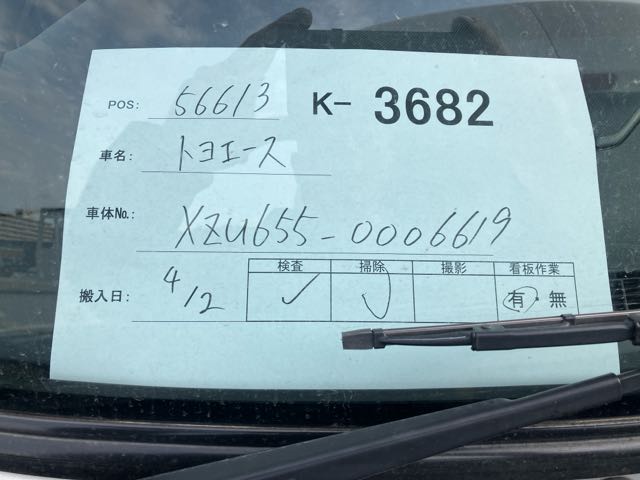 POS: 56613 K- 3682
車名: トヨエース
車体No.: XZU655-0006619
検査 掃除 撮影 看板作業
搬入日: 4/2 ✓ ✓ 有・無